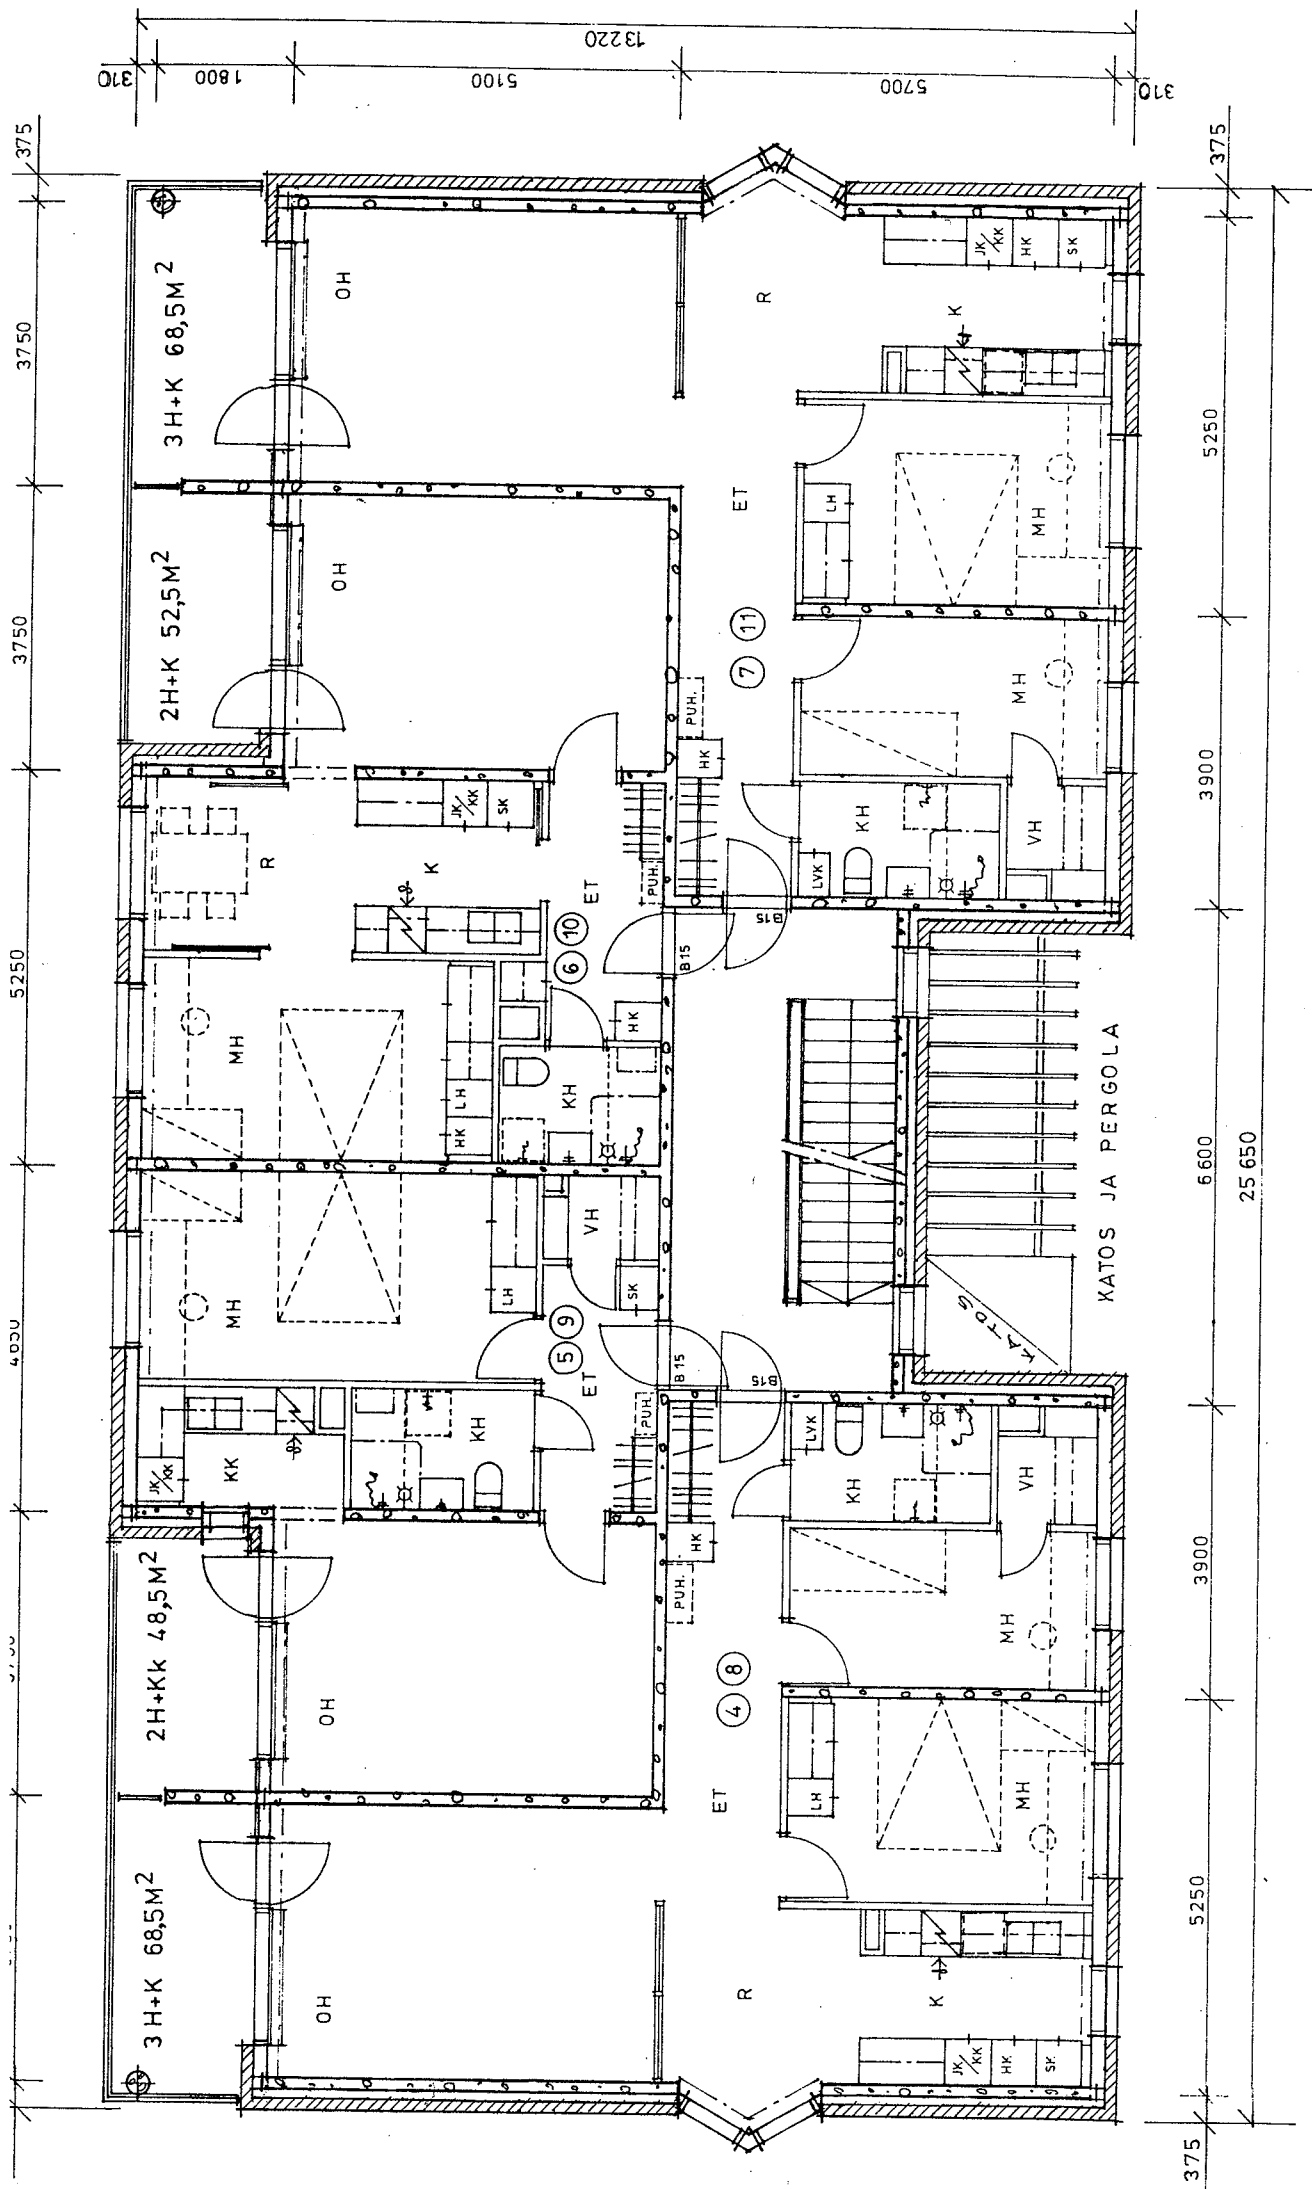 13220
310
1800
5100
5700
310
375
3750
3750
5250
4650
3 H+K 68,5M²
2H+K 52,5M²
2H+KK 48,5M²
3 H+K 68,5M²
OH
OH
OH
OH
R
K
JK/KK
SK
ET
PUH.
6 10
B15
MH
HK
LH
KH
HK
MH
LH
VH
SK
5 9
ET
B15
PUH.
KK
JK/KK
KH
R
K
JK/KK
HK
SK
ET
LH
MH
7 11
MH
PUH.
HK
KH
LVK
VH
B15
KATOS JA PERGOLA
KATOS
B15
LVK
KH
VH
HK
PUH.
4 8
MH
ET
LH
MH
R
K
JK/KK
HK
SK
375
5250
3900
6600
3900
5250
375
25650